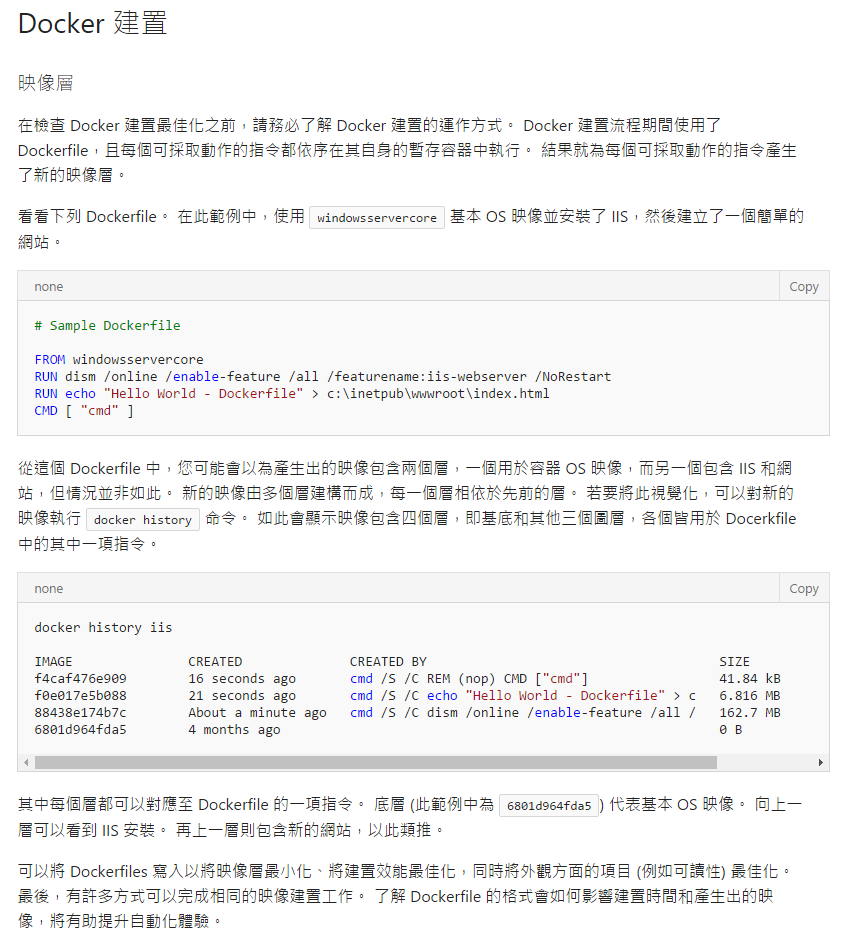 Docker 建置
映像層
在檢查 Docker 建置最佳化之前，請務必了解 Docker 建置的運作方式。 Docker 建置流程期間使用了
Dockerfile，且每個可採取動作的指令都依序在其自身的暫存容器中執行。 結果就為每個可採取動作的指令產生
了新的映像層。
看看下列 Dockerfile。 在此範例中，使用 windowsservercore 基本 OS 映像並安裝了 IIS，然後建立了一個簡單的
網站。
none Copy
# Sample Dockerfile
FROM windowsservercore
RUN dism /online /enable-feature /all /featurename:iis-webserver /NoRestart
RUN echo "Hello World - Dockerfile" > c:\inetpub\wwwroot\index.html
CMD [ "cmd" ]
從這個 Dockerfile 中，您可能會以為產生出的映像包含兩個層，一個用於容器 OS 映像，而另一個包含 IIS 和網
站，但情況並非如此。 新的映像由多個層建構而成，每一個層相依於先前的層。 若要將此視覺化，可以對新的
映像執行 docker history 命令。 如此會顯示映像包含四個層，即基底和其他三個圖層，各個皆用於 Docerkfile
中的其中一項指令。
none Copy
docker history iis
IMAGE CREATED CREATED BY SIZE
f4caf476e909 16 seconds ago cmd /S /C REM (nop) CMD ["cmd"] 41.84 kB
f0e017e5b088 21 seconds ago cmd /S /C echo "Hello World - Dockerfile" > c 6.816 MB
88438e174b7c About a minute ago cmd /S /C dism /online /enable-feature /all / 162.7 MB
6801d964fda5 4 months ago 0 B
其中每個層都可以對應至 Dockerfile 的一項指令。 底層 (此範例中為 6801d964fda5) 代表基本 OS 映像。 向上一
層可以看到 IIS 安裝。 再上一層則包含新的網站，以此類推。
可以將 Dockerfiles 寫入以將映像層最小化、將建置效能最佳化，同時將外觀方面的項目 (例如可讀性) 最佳化。
最後，有許多方式可以完成相同的映像建置工作。 了解 Dockerfile 的格式會如何影響建置時間和產生出的映
像，將有助提升自動化體驗。